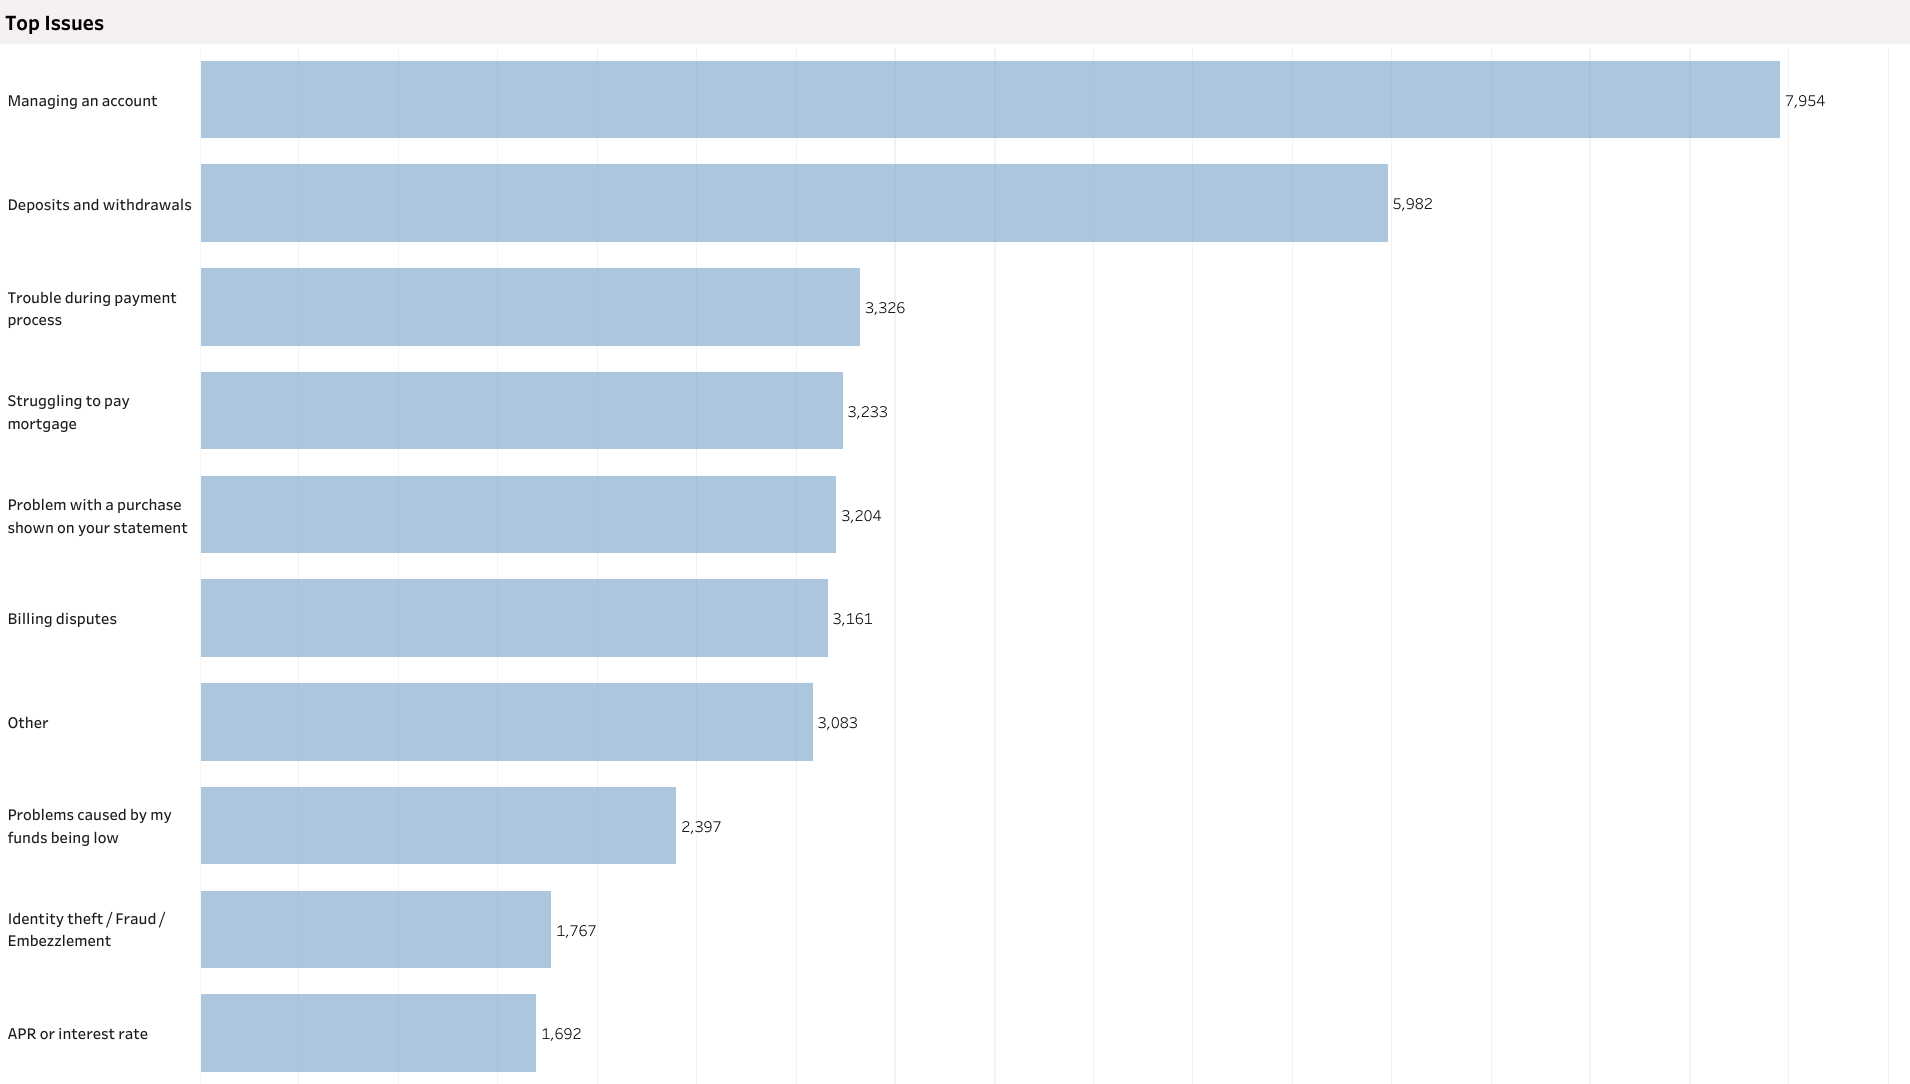 Top Issues
Managing an account
7,954
Deposits and withdrawals
5,982
Trouble during payment
process
3,326
Struggling to pay
mortgage
3,233
Problem with a purchase
shown on your statement
3,204
Billing disputes
3,161
Other
3,083
Problems caused by my
funds being low
2,397
Identity theft / Fraud /
Embezzlement
1,767
APR or interest rate
1,692